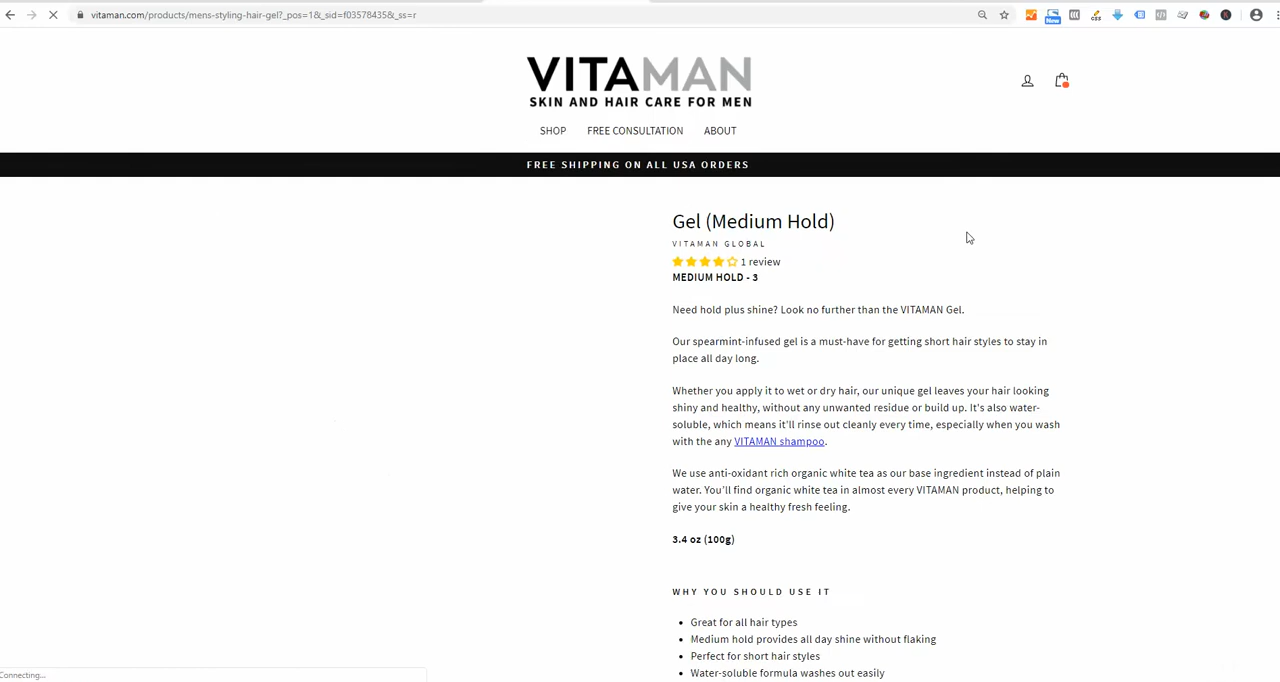 vitaman.com/products/mens-styling-hair-gel?_pos=1&_sid=f03578435&_ss=r
New
css
VITAMAN
SKIN AND HAIR CARE FOR MEN
SHOP FREE CONSULTATION ABOUT
FREE SHIPPING ON ALL USA ORDERS
Gel (Medium Hold)
VITAMAN GLOBAL
1 review
MEDIUM HOLD - 3
Need hold plus shine? Look no further than the VITAMAN Gel.
Our spearmint-infused gel is a must-have for getting short hair styles to stay in
place all day long.
Whether you apply it to wet or dry hair, our unique gel leaves your hair looking
shiny and healthy, without any unwanted residue or build up. It's also water-
soluble, which means it'll rinse out cleanly every time, especially when you wash
with the any VITAMAN shampoo.
We use anti-oxidant rich organic white tea as our base ingredient instead of plain
water. You'll find organic white tea in almost every VITAMAN product, helping to
give your skin a healthy fresh feeling.
3.4 oz (100g)
WHY YOU SHOULD USE IT
• Great for all hair types
• Medium hold provides all day shine without flaking
• Perfect for short hair styles
• Water-soluble formula washes out easily
Connecting...